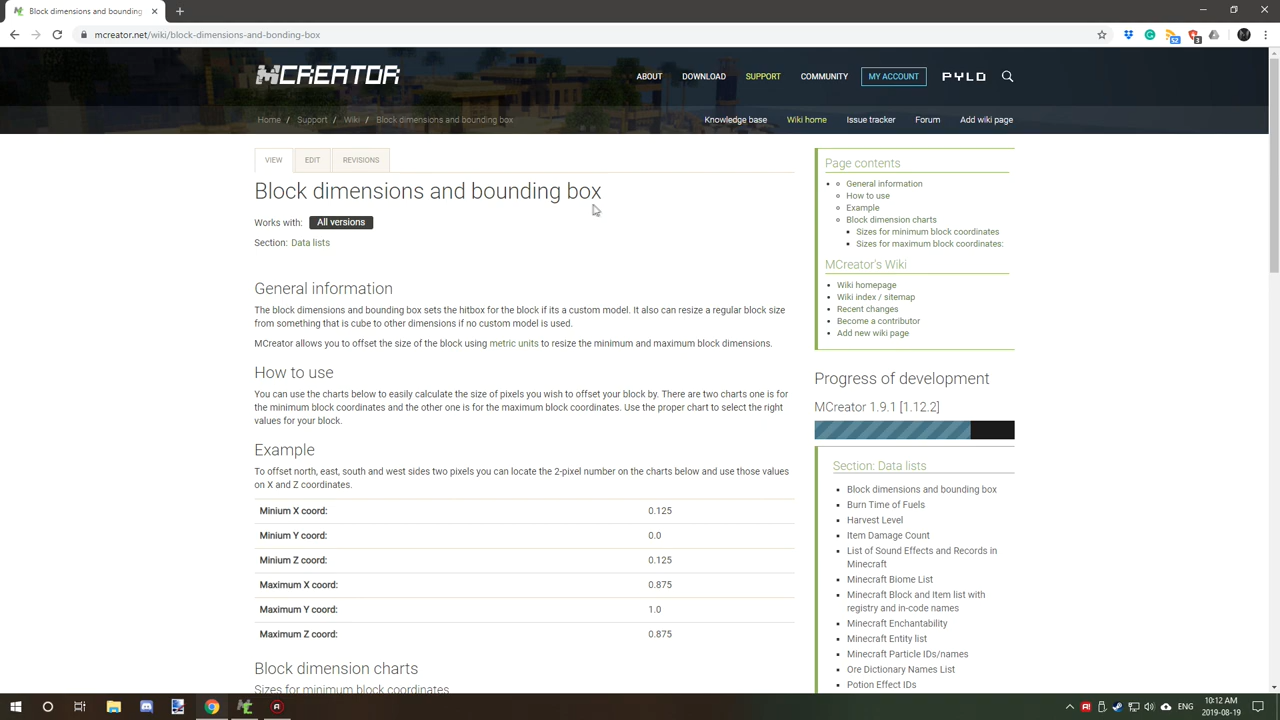 Block dimensions and bounding
mcreator.net/wiki/block-dimensions-and-bonding-box
52
3
MCREATOR
ABOUT
DOWNLOAD
SUPPORT
COMMUNITY
MY ACCOUNT
PYLO
Home / Support / Wiki / Block dimensions and bounding box
Knowledge base
Wiki home
Issue tracker
Forum
Add wiki page
VIEW
EDIT
REVISIONS
Block dimensions and bounding box
Works with: All versions
Section: Data lists
General information
The block dimensions and bounding box sets the hitbox for the block if its a custom model. It also can resize a regular block size
from something that is cube to other dimensions if no custom model is used.
MCreator allows you to offset the size of the block using metric units to resize the minimum and maximum block dimensions.
How to use
You can use the charts below to easily calculate the size of pixels you wish to offset your block by. There are two charts one is for
the minimum block coordinates and the other one is for the maximum block coordinates. Use the proper chart to select the right
values for your block.
Example
To offset north, east, south and west sides two pixels you can locate the 2-pixel number on the charts below and use those values
on X and Z coordinates.
Minium X coord: 0.125
Minium Y coord: 0.0
Minium Z coord: 0.125
Maximum X coord: 0.875
Maximum Y coord: 1.0
Maximum Z coord: 0.875
Block dimension charts
Sizes for minimum block coordinates
Page contents
General information
How to use
Example
Block dimension charts
Sizes for minimum block coordinates
Sizes for maximum block coordinates:
MCreator's Wiki
Wiki homepage
Wiki index / sitemap
Recent changes
Become a contributor
Add new wiki page
Progress of development
MCreator 1.9.1 [1.12.2]
Section: Data lists
Block dimensions and bounding box
Burn Time of Fuels
Harvest Level
Item Damage Count
List of Sound Effects and Records in
Minecraft
Minecraft Biome List
Minecraft Block and Item list with
registry and in-code names
Minecraft Enchantability
Minecraft Entity list
Minecraft Particle IDs/names
Ore Dictionary Names List
Potion Effect IDs
ENG
10:12 AM
2019-08-19